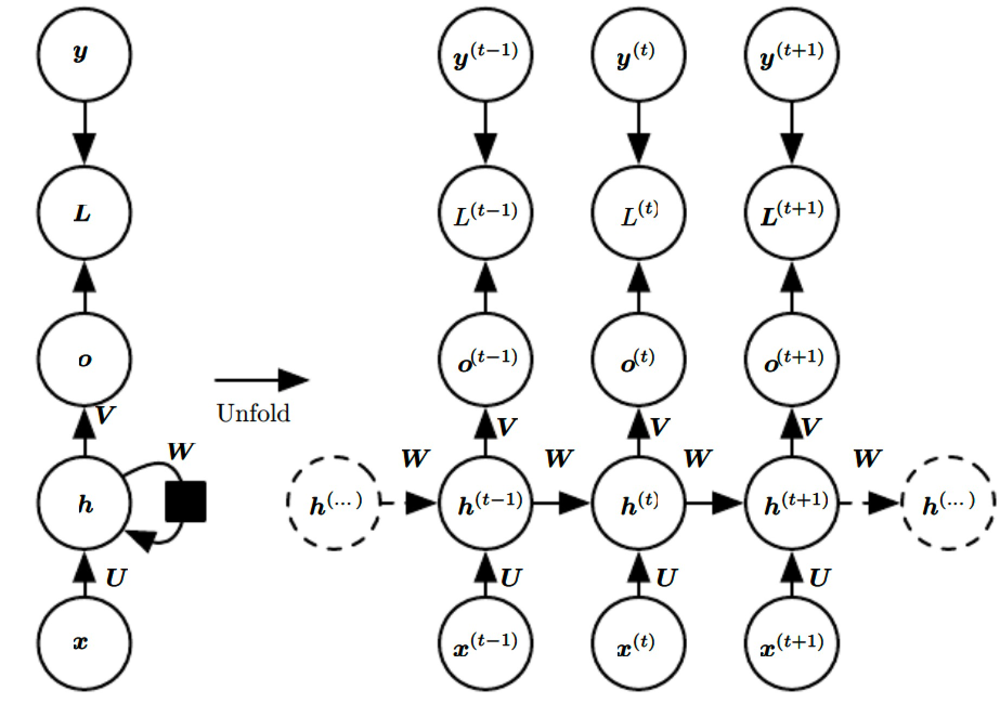 y y^(t−1) y^(t) y^(t+1)
L L^(t−1) L^(t) L^(t+1)
o o^(t−1) o^(t) o^(t+1)
Unfold
V V V V
W W W W W
h h^(...) h^(t−1) h^(t) h^(t+1) h^(...)
U U U U
x x^(t−1) x^(t) x^(t+1)